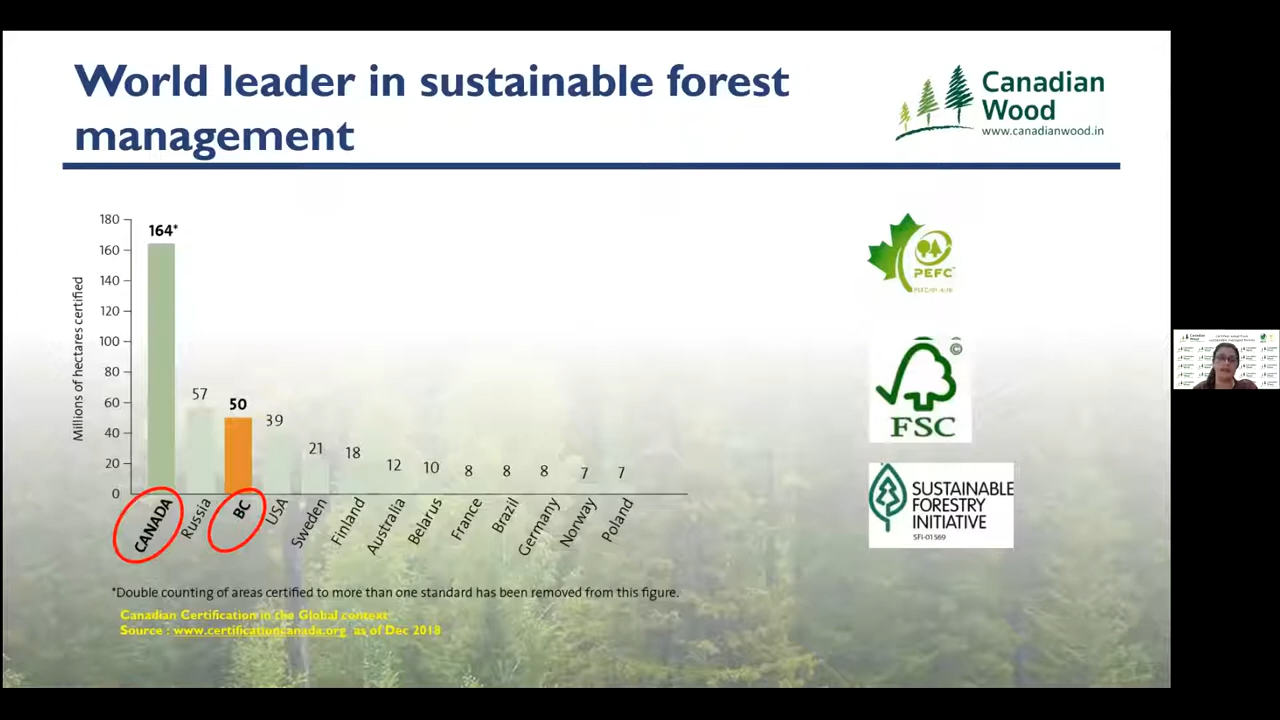 World leader in sustainable forest
management
Canadian
Wood
www.canadianwood.in
Millions of hectares certified
180
160
140
120
100
80
60
40
20
0
164*
57
50
39
21
18
12
10
8
8
8
7
7
CANADA
Russia
BC
USA
Sweden
Finland
Australia
Belarus
France
Brazil
Germany
Norway
Poland
*Double counting of areas certified to more than one standard has been removed from this figure.
Canadian Certification in the Global context
Source : www.certificationcanada.org as of Dec 2018
PEFC
©
FSC
SUSTAINABLE
FORESTRY
INITIATIVE
SFI-01569